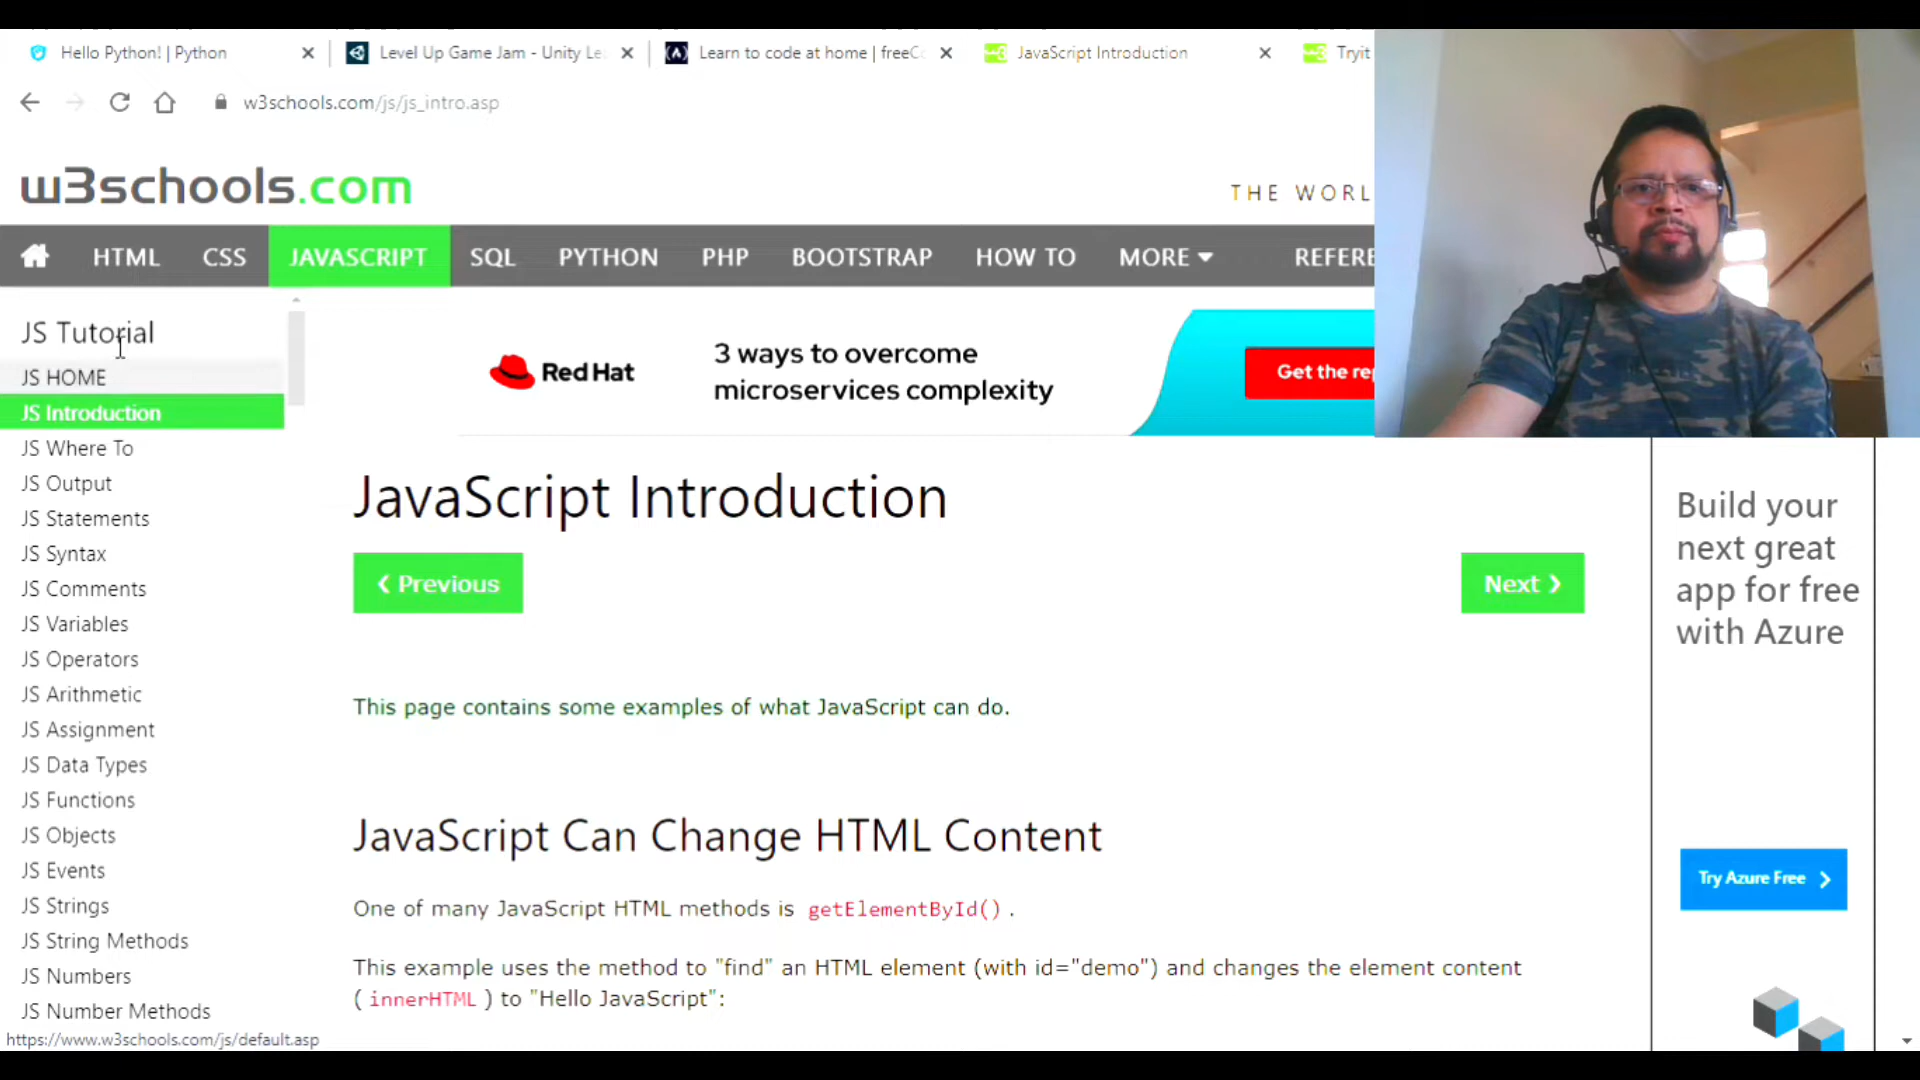 Hello Python! | Python
Level Up Game Jam - Unity Le
Learn to code at home | freeCo
JavaScript Introduction
Tryit
w3schools.com/js/js_intro.asp
w3schools.com
THE WORL
HTML CSS JAVASCRIPT SQL PYTHON PHP BOOTSTRAP HOW TO MORE REFERE
JS Tutorial
JS HOME
JS Introduction
JS Where To
JS Output
JS Statements
JS Syntax
JS Comments
JS Variables
JS Operators
JS Arithmetic
JS Assignment
JS Data Types
JS Functions
JS Objects
JS Events
JS Strings
JS String Methods
JS Numbers
JS Number Methods
https://www.w3schools.com/js/default.asp
Red Hat
3 ways to overcome
microservices complexity
Get the rep
JavaScript Introduction
❮ Previous
Next ❯
This page contains some examples of what JavaScript can do.
JavaScript Can Change HTML Content
One of many JavaScript HTML methods is getElementById() .
This example uses the method to "find" an HTML element (with id="demo") and changes the element content
( innerHTML ) to "Hello JavaScript":
Build your
next great
app for free
with Azure
Try Azure Free